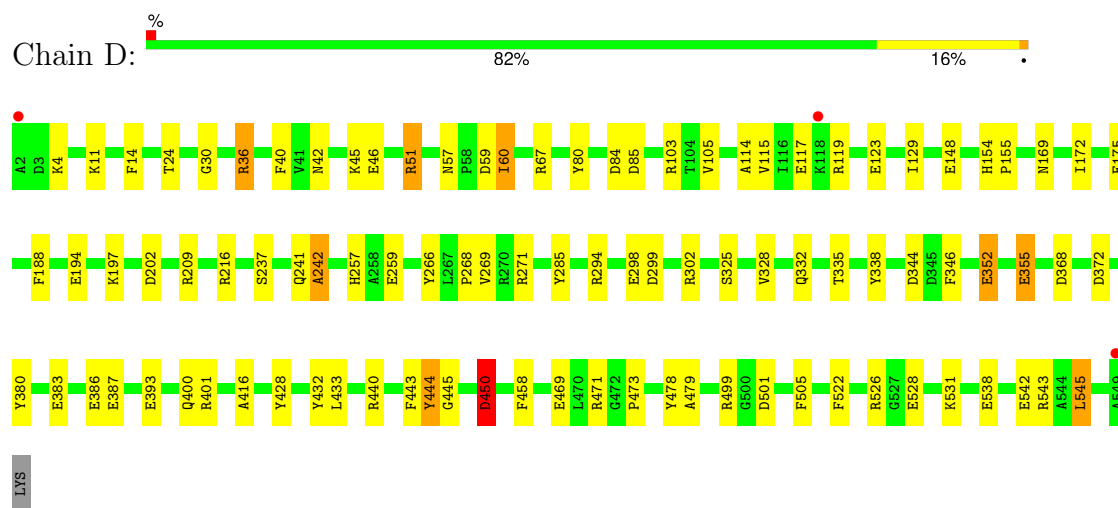 %
Chain D:
82% 16% •
A2 D3 K4 K11 F14 T24 G30 R36 F40 V41 N42 K45 E46 R51 N57 P58 D59 I60 R67 Y80 D84 D85 R103 T104 V105 A114 V115 I116 E117 K118 R119 E123 I129 E148 H154 P155 N169 I172 E175
F188 E194 K197 D202 R209 R216 S237 Q241 A242 H257 A258 E259 Y266 L267 P268 V269 R270 R271 Y285 R294 E298 D299 R302 S325 V328 Q332 T335 Y338 D344 D345 F346 E352 E355 D368 D372
Y380 E383 E386 E387 E393 Q400 R401 A416 Y428 Y432 L433 R440 F443 Y444 G445 D450 F458 E469 L470 R471 G472 P473 Y478 A479 R499 G500 D501 F505 F522 R526 G527 E528 K531 E538 E542 R543 A544 L545 A549
LYS